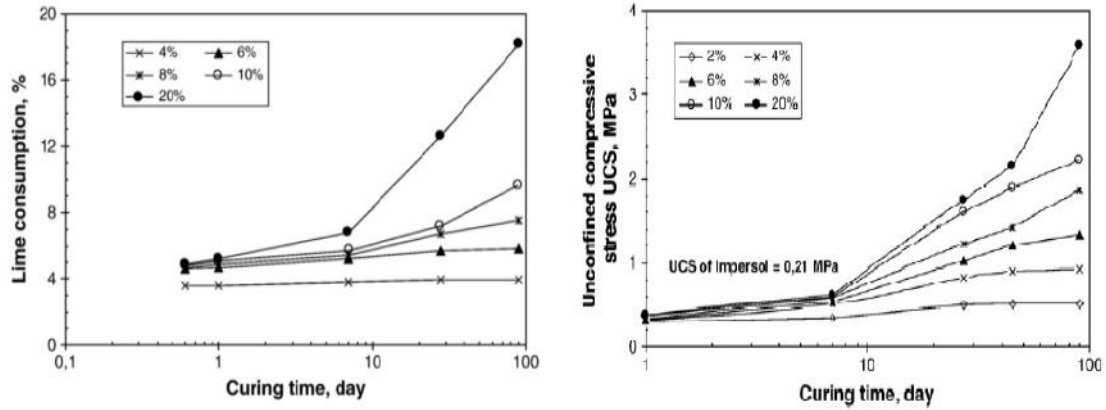 20
16
12
8
4
0
Lime consumption, %
4% 6%
8% 10%
20%
0,1 1 10 100
Curing time, day
4
3
2
1
0
Unconfined compressive
stress UCS, MPa
2% 4%
6% 8%
10% 20%
UCS of Impersol = 0,21 MPa
1 10 100
Curing time, day